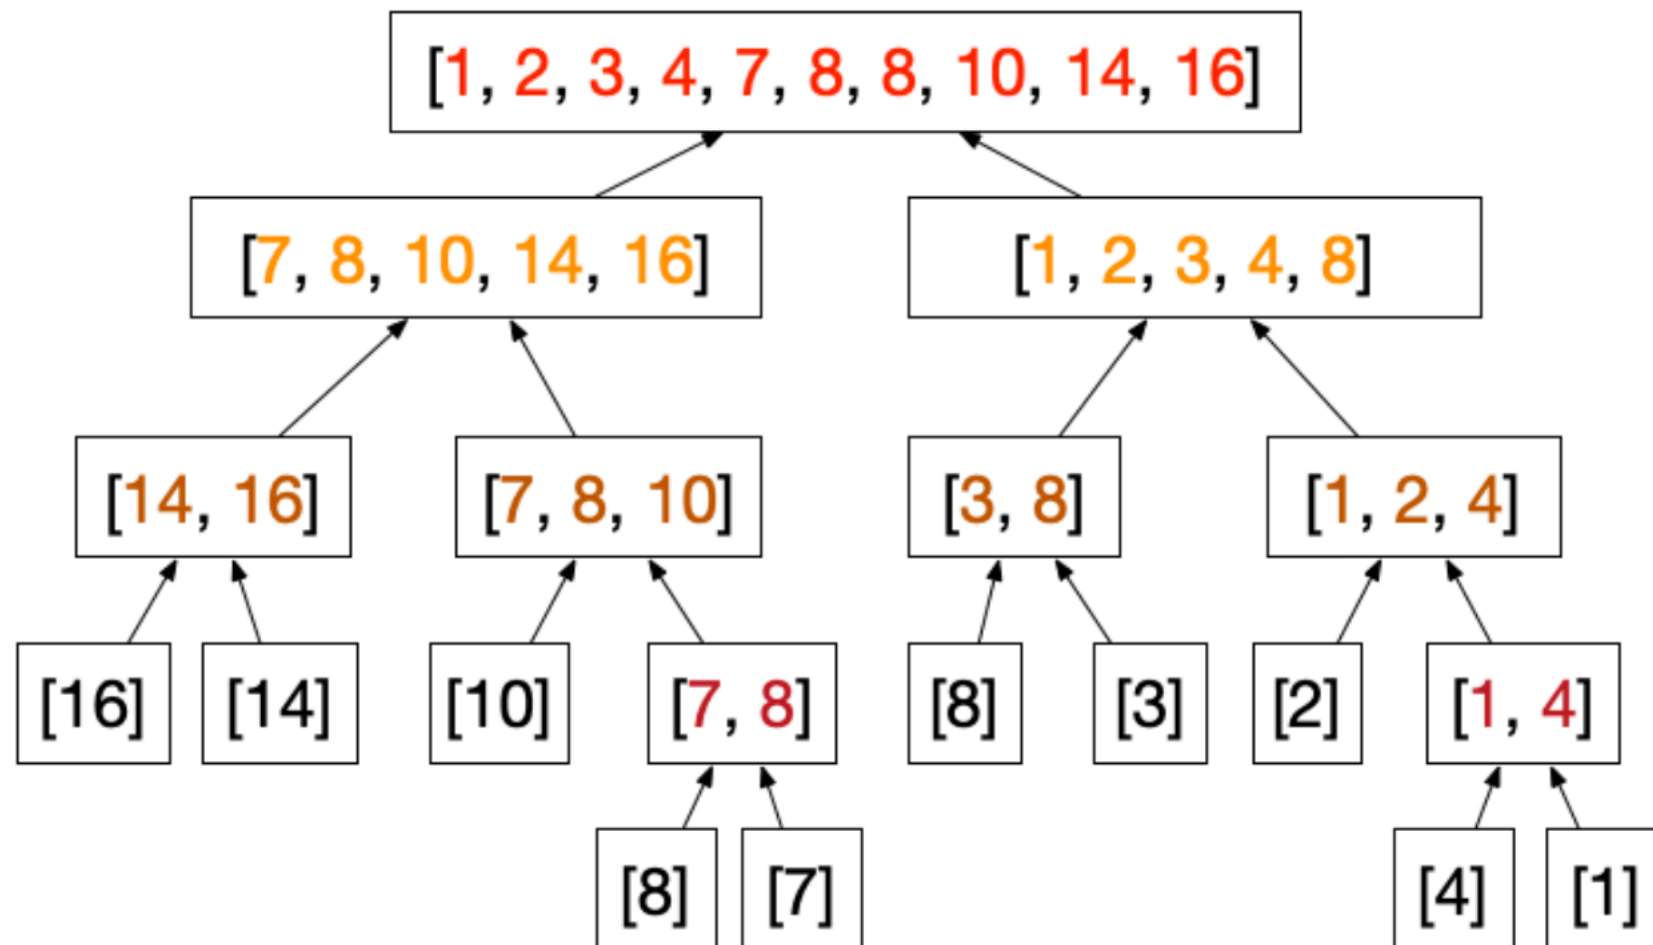 [1, 2, 3, 4, 7, 8, 8, 10, 14, 16]
[7, 8, 10, 14, 16]
[1, 2, 3, 4, 8]
[14, 16]
[7, 8, 10]
[3, 8]
[1, 2, 4]
[16]
[14]
[10]
[7, 8]
[8]
[3]
[2]
[1, 4]
[8]
[7]
[4]
[1]